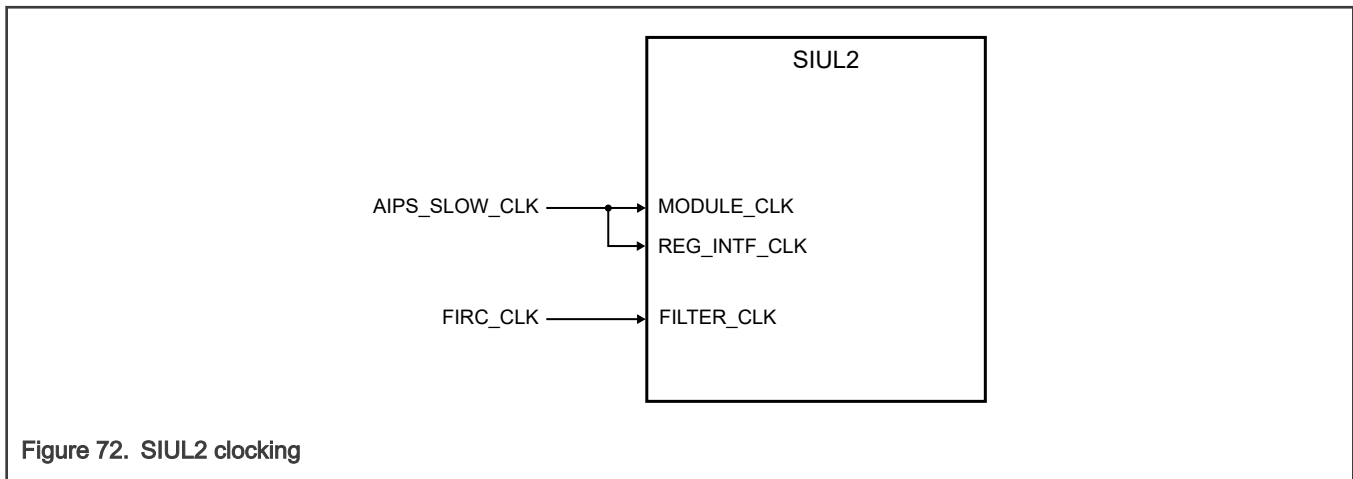 SIUL2
AIPS_SLOW_CLK MODULE_CLK
REG_INTF_CLK
FIRC_CLK FILTER_CLK
Figure 72. SIUL2 clocking